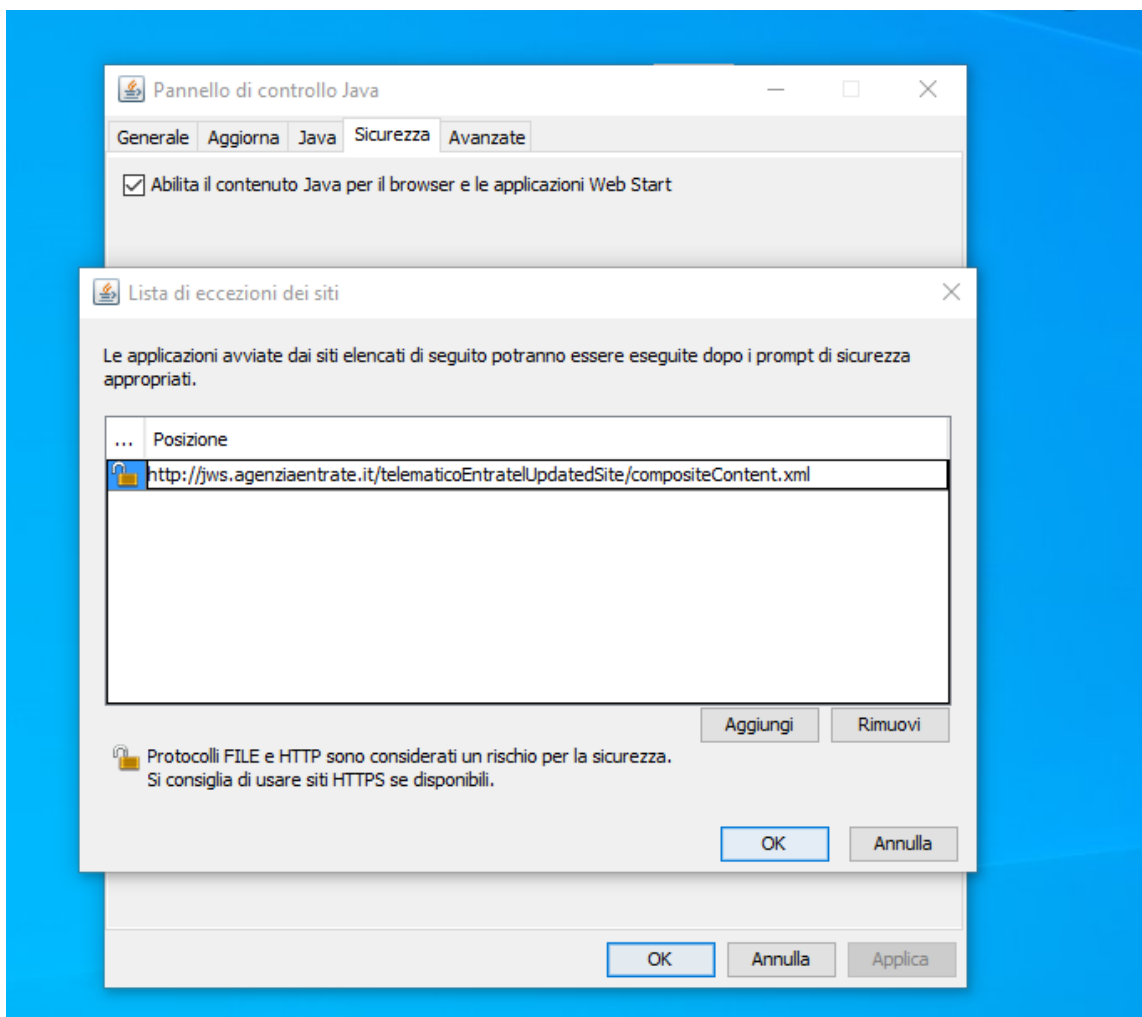 Pannello di controllo Java
Generale Aggiorna Java Sicurezza Avanzate
Abilita il contenuto Java per il browser e le applicazioni Web Start
Lista di eccezioni dei siti
Le applicazioni avviate dai siti elencati di seguito potranno essere eseguite dopo i prompt di sicurezza
appropriati.
... Posizione
http://jws.agenziaentrate.it/telematicoEntratelUpdatedSite/compositeContent.xml
Aggiungi Rimuovi
Protocolli FILE e HTTP sono considerati un rischio per la sicurezza.
Si consiglia di usare siti HTTPS se disponibili.
OK Annulla
OK Annulla Applica